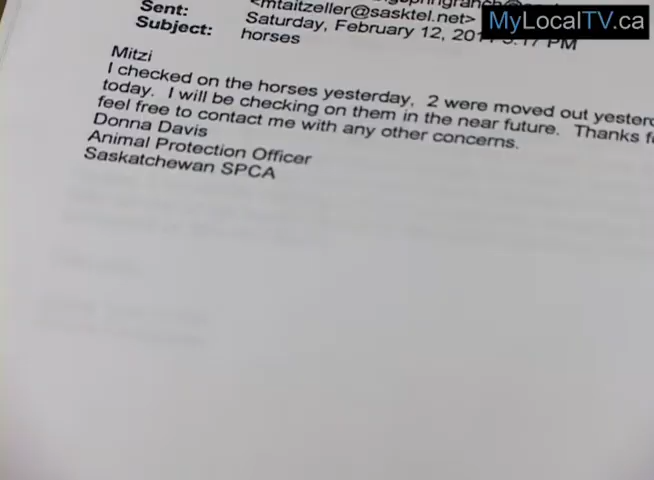 MyLocalTV.ca
Sent: <mtaitzeller@sasktel.net>
Saturday, February 12, PM
Subject: horses
Mitzi
I checked on the horses yesterday, 2 were moved out
today. I will be checking on them in the near future. Thanks
feel free to contact me with any other concerns.
Donna Davis
Animal Protection Officer
Saskatchewan SPCA